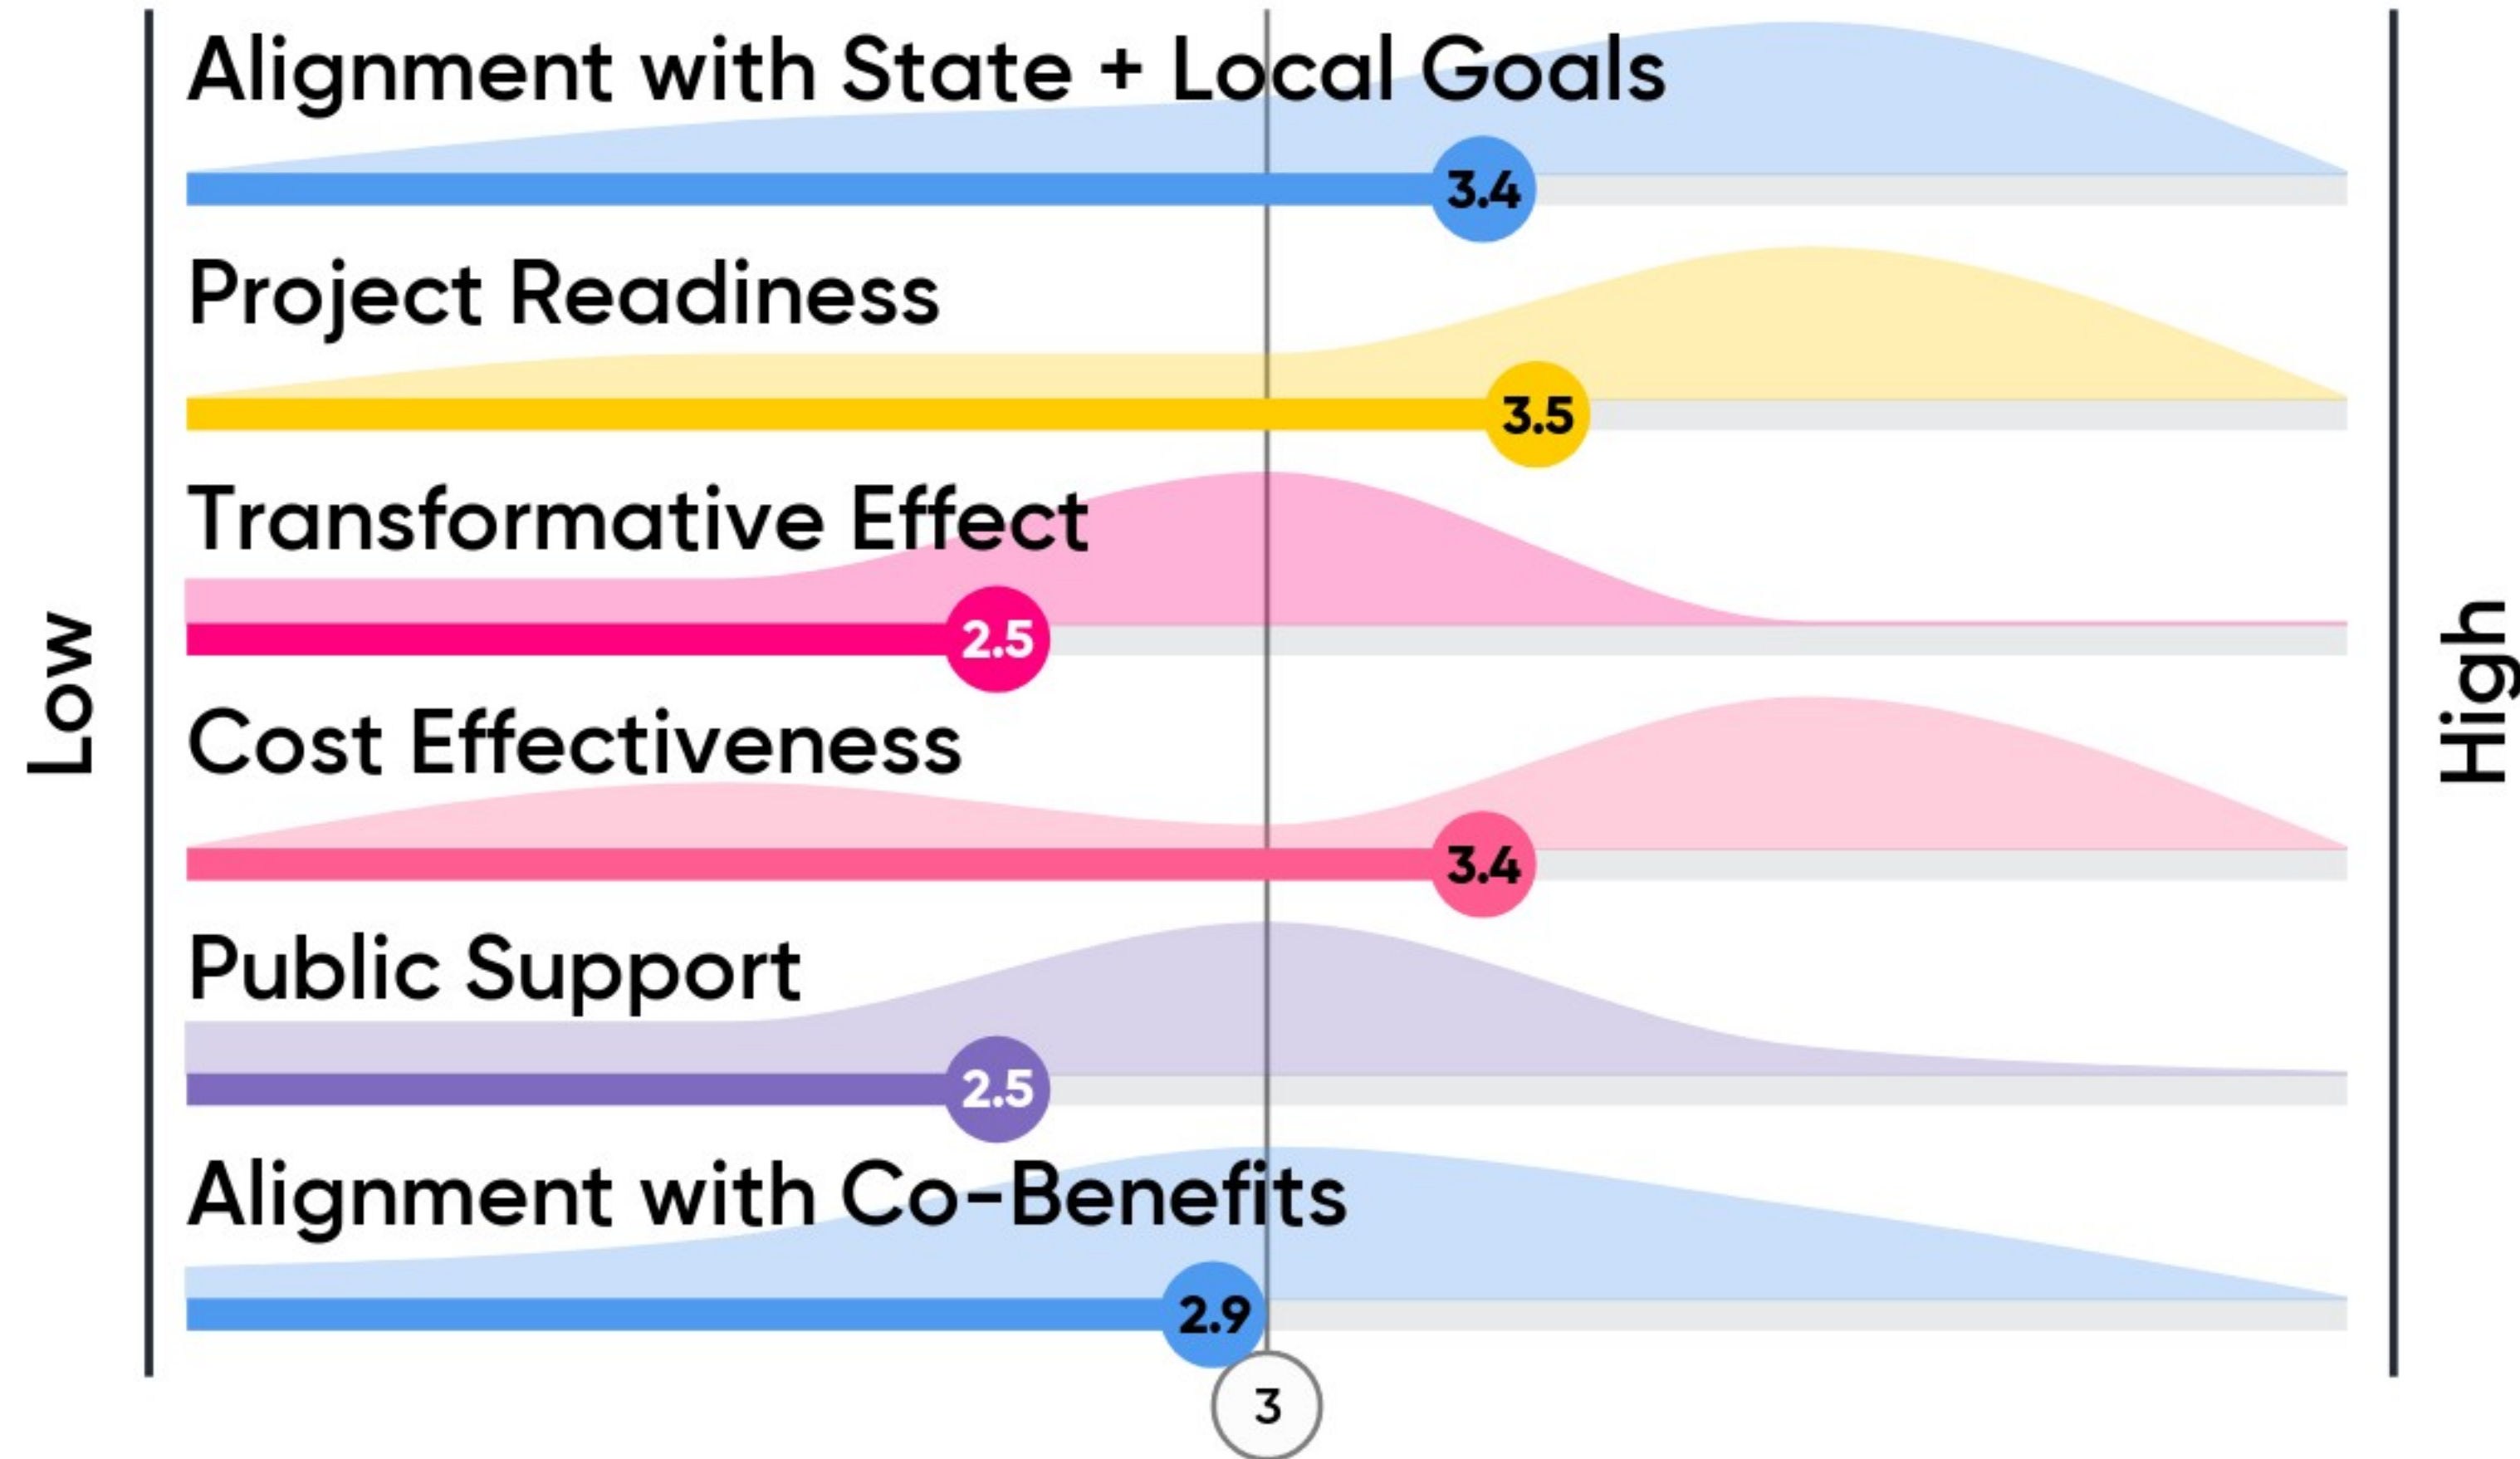 Alignment with State + Local Goals
3.4
Project Readiness
3.5
Transformative Effect
2.5
Low
High
Cost Effectiveness
3.4
Public Support
2.5
Alignment with Co-Benefits
2.9
3